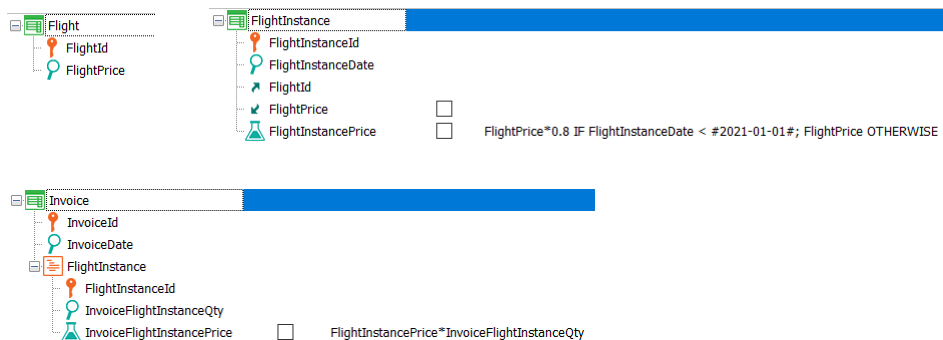 Flight
FlightId
FlightPrice
FlightInstance
FlightInstanceId
FlightInstanceDate
FlightId
FlightPrice
FlightInstancePrice FlightPrice*0.8 IF FlightInstanceDate < #2021-01-01#; FlightPrice OTHERWISE
Invoice
InvoiceId
InvoiceDate
FlightInstance
FlightInstanceId
InvoiceFlightInstanceQty
InvoiceFlightInstancePrice FlightInstancePrice*InvoiceFlightInstanceQty